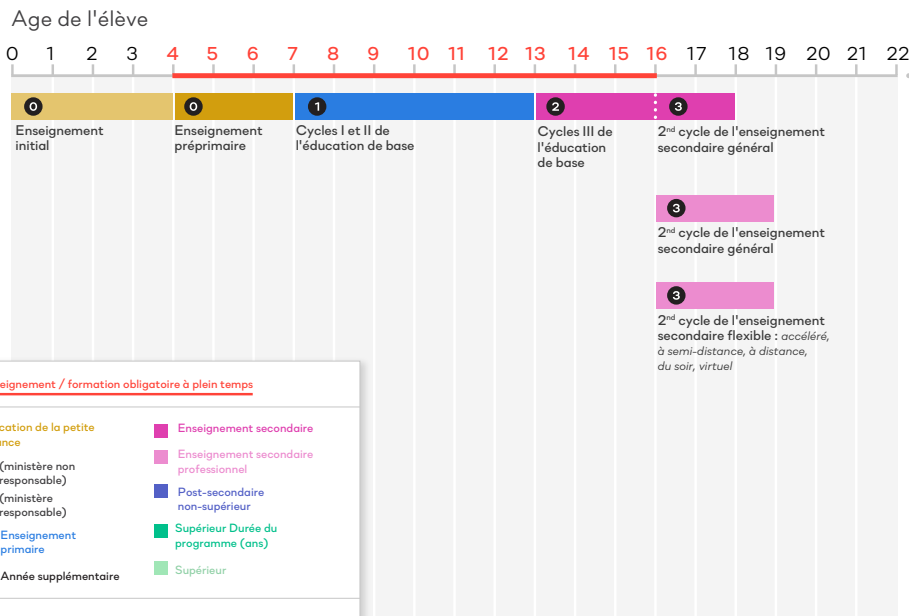 Age de l'élève
0 1 2 3 4 5 6 7 8 9 10 11 12 13 14 15 16 17 18 19 20 21 22
0 0 1 2 3
Enseignement
initial
Enseignement
préprimaire
Cycles I et II de
l'éducation de base
Cycles III de
l'éducation
de base
2nd cycle de l'enseignement
secondaire général
3
2nd cycle de l'enseignement
secondaire général
3
2nd cycle de l'enseignement
secondaire flexible : accéléré,
à semi-distance, à distance,
du soir, virtuel
eignement / formation obligatoire à plein temps
cation de la petite
ance
(ministère non
responsable)
(ministère
responsable)
Enseignement
primaire
Année supplémentaire
Enseignement secondaire
Enseignement secondaire
professionnel
Post-secondaire
non-supérieur
Supérieur Durée du
programme (ans)
Supérieur